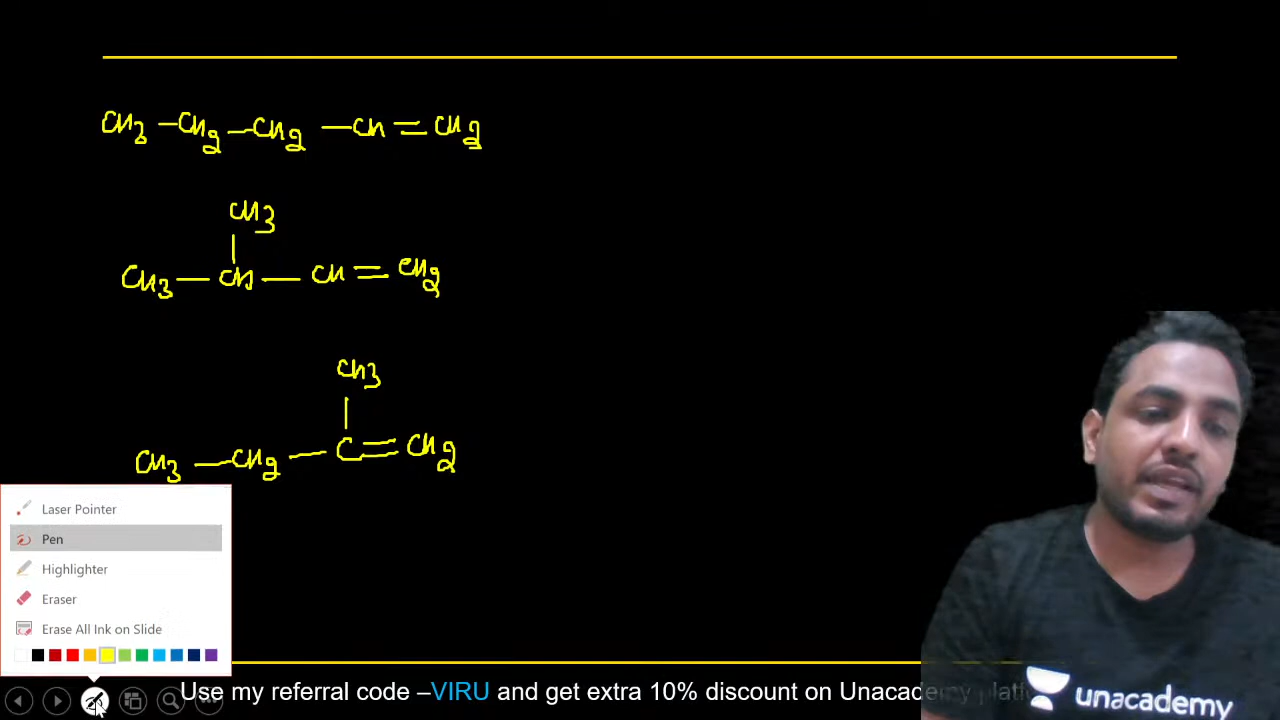 CH3 – CH2 – CH2 – CH = CH2
CH3
|
CH3 – CH – CH = CH2
CH3
|
CH3 – CH2 – C = CH2
Laser Pointer
Pen
Highlighter
Eraser
Erase All Ink on Slide
Use my referral code –VIRU and get extra 10% discount on Unacademy
unacademy